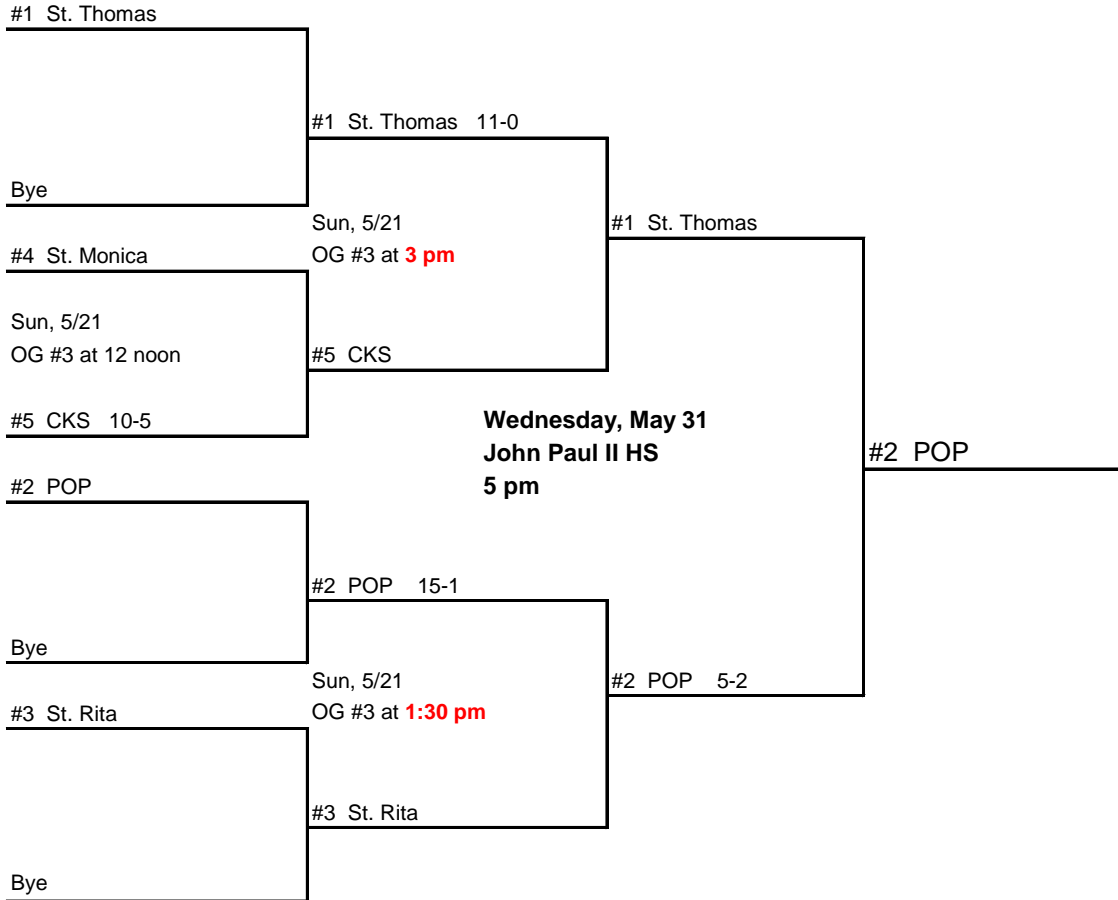 #1 St. Thomas
#1 St. Thomas 11-0
Bye
Sun, 5/21
OG #3 at 3 pm
#1 St. Thomas
#4 St. Monica
Sun, 5/21
OG #3 at 12 noon
#5 CKS
#5 CKS 10-5
Wednesday, May 31
John Paul II HS
5 pm
#2 POP
#2 POP
#2 POP 15-1
Bye
Sun, 5/21
OG #3 at 1:30 pm
#2 POP 5-2
#3 St. Rita
#3 St. Rita
Bye